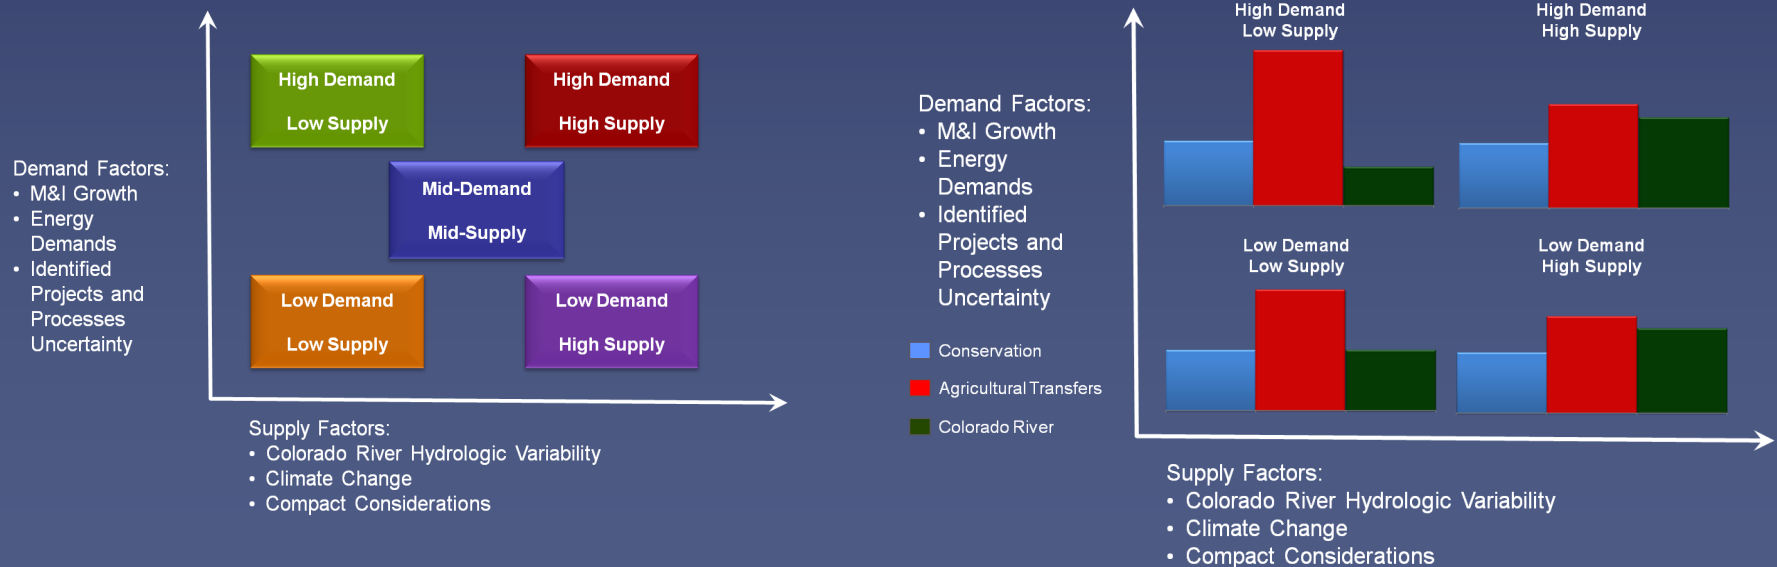 High Demand
Low Supply
High Demand
High Supply
Mid-Demand
Mid-Supply
Low Demand
Low Supply
Low Demand
High Supply
Demand Factors:
• M&I Growth
• Energy
Demands
• Identified
Projects and
Processes
Uncertainty
Supply Factors:
• Colorado River Hydrologic Variability
• Climate Change
• Compact Considerations
High Demand
Low Supply
High Demand
High Supply
Demand Factors:
• M&I Growth
• Energy
Demands
• Identified
Projects and
Processes
Uncertainty
Low Demand
Low Supply
Low Demand
High Supply
Conservation
Agricultural Transfers
Colorado River
Supply Factors:
• Colorado River Hydrologic Variability
• Climate Change
• Compact Considerations